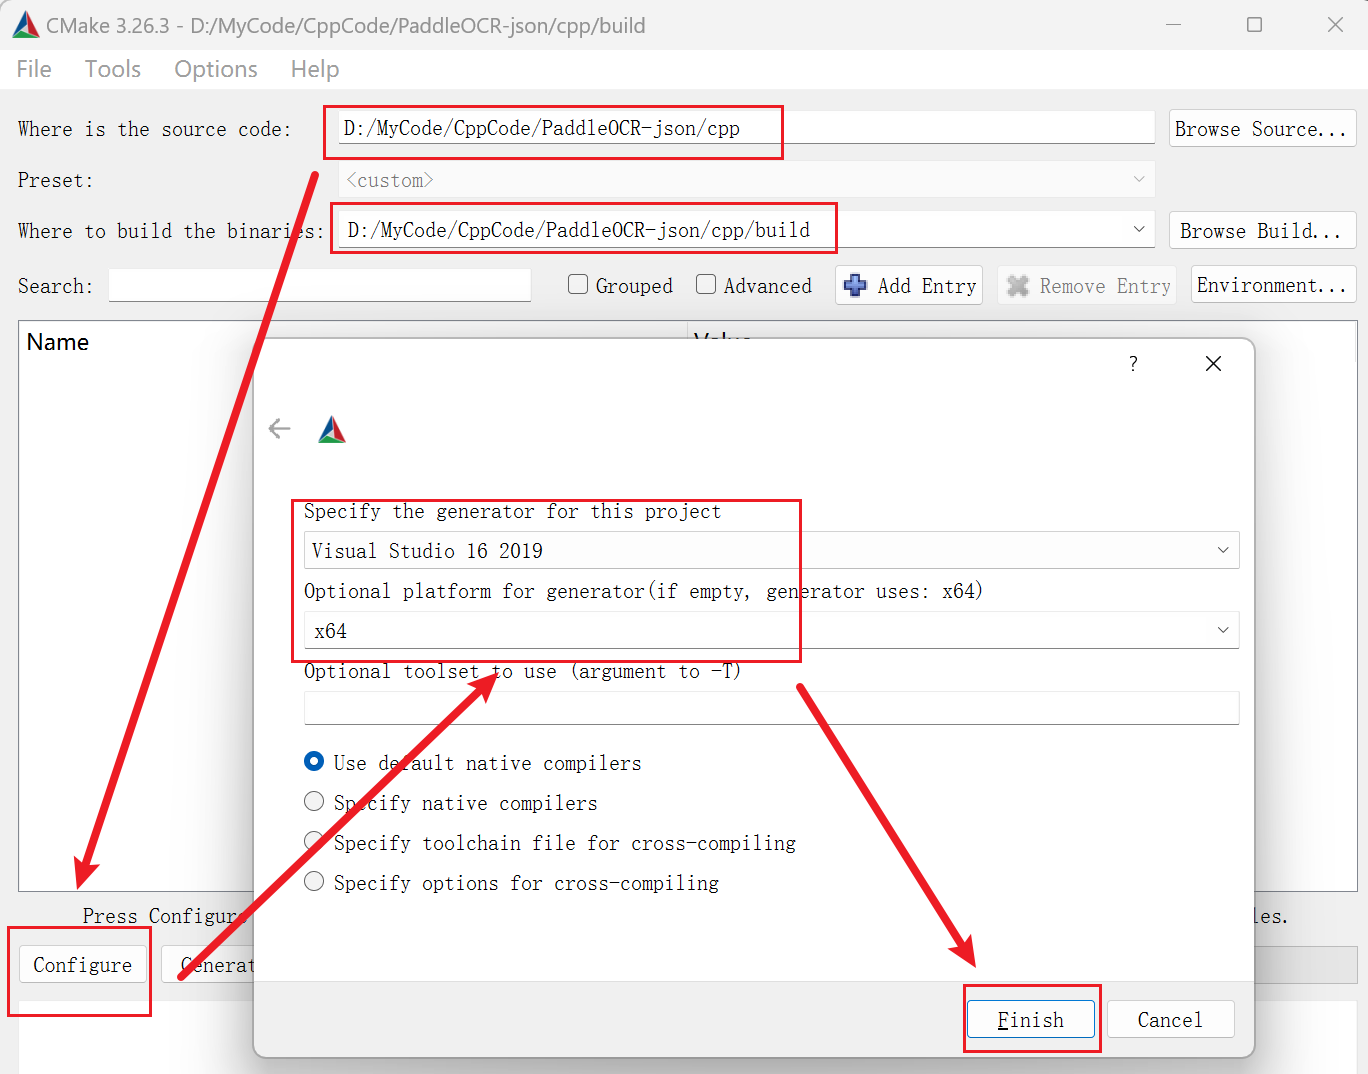 CMake 3.26.3 - D:/MyCode/CppCode/PaddleOCR-json/cpp/build
File Tools Options Help
Where is the source code: D:/MyCode/CppCode/PaddleOCR-json/cpp Browse Source...
Preset: <custom>
Where to build the binaries: D:/MyCode/CppCode/PaddleOCR-json/cpp/build Browse Build...
Search: Grouped Advanced Add Entry Remove Entry Environment...
Name
?
Specify the generator for this project
Visual Studio 16 2019
Optional platform for generator(if empty, generator uses: x64)
x64
Optional toolset to use (argument to -T)
Use default native compilers
Specify native compilers
Specify toolchain file for cross-compiling
Specify options for cross-compiling
Press Configure les.
Configure Generat
Finish Cancel